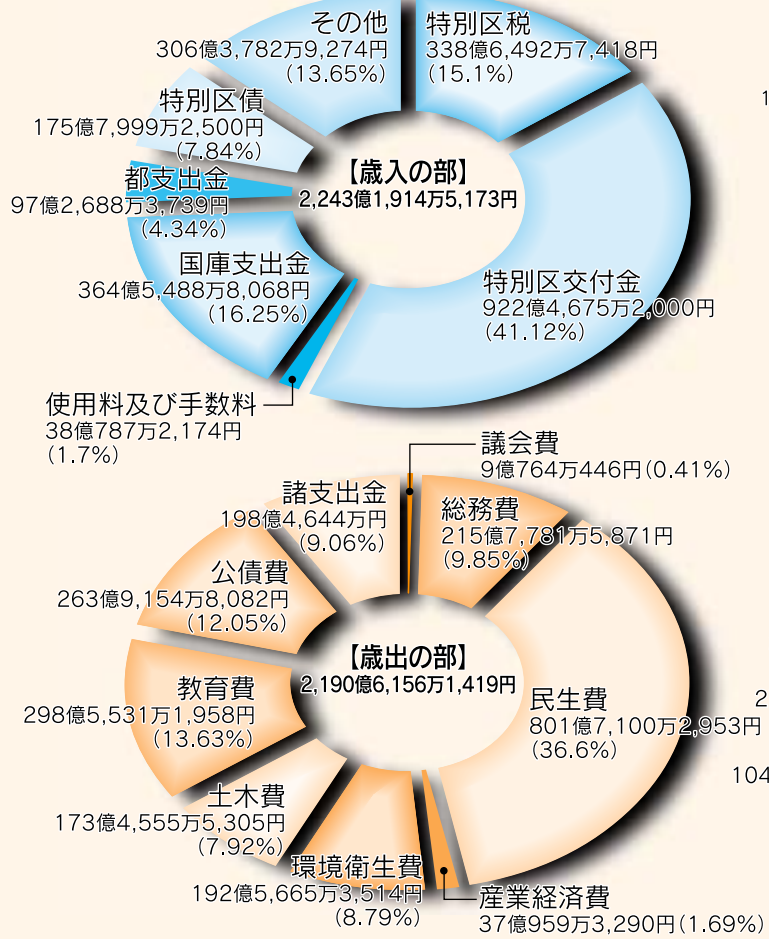 その他
306億3,782万9,274円
(13.65%)
特別区税
338億6,492万7,418円
(15.1%)
特別区債
175億7,999万2,500円
(7.84%)
1
都支出金
97億2,688万3,739円
(4.34%)
【歳入の部】
2,243億1,914万5,173円
国庫支出金
364億5,488万8,068円
(16.25%)
特別区交付金
922億4,675万2,000円
(41.12%)
使用料及び手数料
38億787万2,174円
(1.7%)
議会費
9億764万446円(0.41%)
諸支出金
198億4,644万円
(9.06%)
総務費
215億7,781万5,871円
(9.85%)
公債費
263億9,154万8,082円
(12.05%)
【歳出の部】
2,190億6,156万1,419円
教育費
298億5,531万1,958円
(13.63%)
民生費
801億7,100万2,953円
(36.6%)
2
104
土木費
173億4,555万5,305円
(7.92%)
環境衛生費
192億5,665万3,514円
(8.79%)
産業経済費
37億959万3,290円(1.69%)